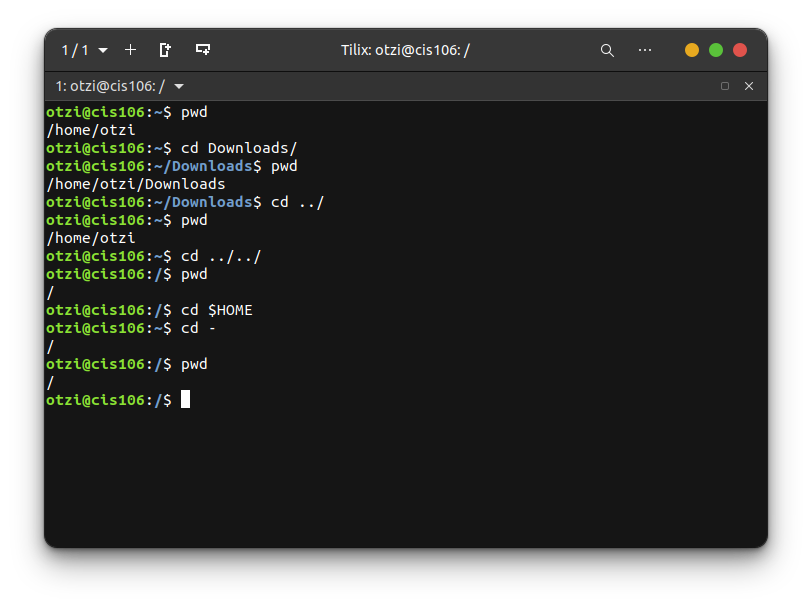 1 / 1
Tilix: otzi@cis106: /
1: otzi@cis106: /
otzi@cis106:~$ pwd
/home/otzi
otzi@cis106:~$ cd Downloads/
otzi@cis106:~/Downloads$ pwd
/home/otzi/Downloads
otzi@cis106:~/Downloads$ cd ../
otzi@cis106:~$ pwd
/home/otzi
otzi@cis106:~$ cd ../../
otzi@cis106:/$ pwd
/
otzi@cis106:/$ cd $HOME
otzi@cis106:~$ cd -
/
otzi@cis106:/$ pwd
/
otzi@cis106:/$